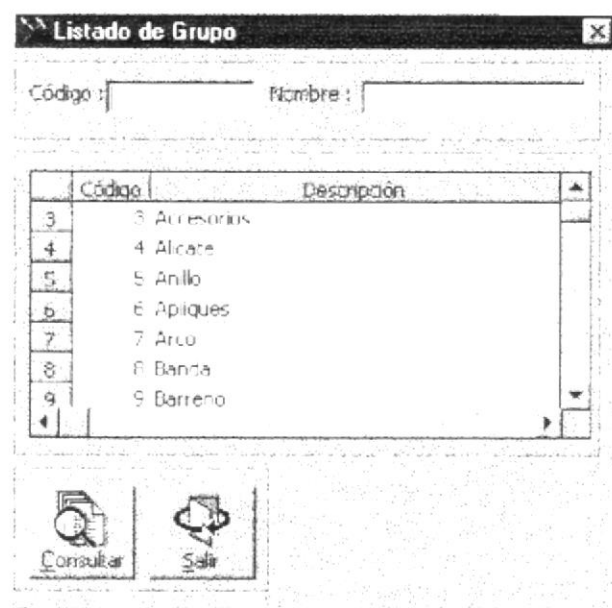 Listado de Grupo
Código : Nombre :
Código Descripción
3 3 Accesorios
4 4 Alicate
5 5 Anillo
6 6 Apliques
7 7 Arco
8 8 Banda
9 9 Barreno
Consultar Salir